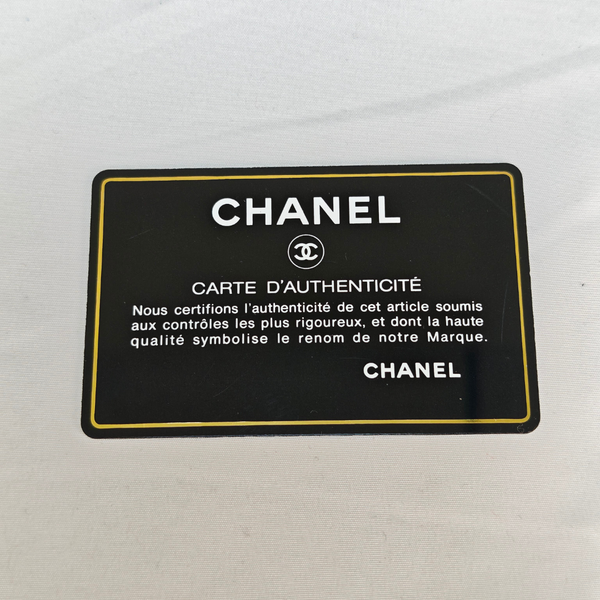 CHANEL
CARTE D'AUTHENTICITÉ
Nous certifions l'authenticité de cet article soumis
aux contrôles les plus rigoureux, et dont la haute
qualité symbolise le renom de notre Marque.
CHANEL